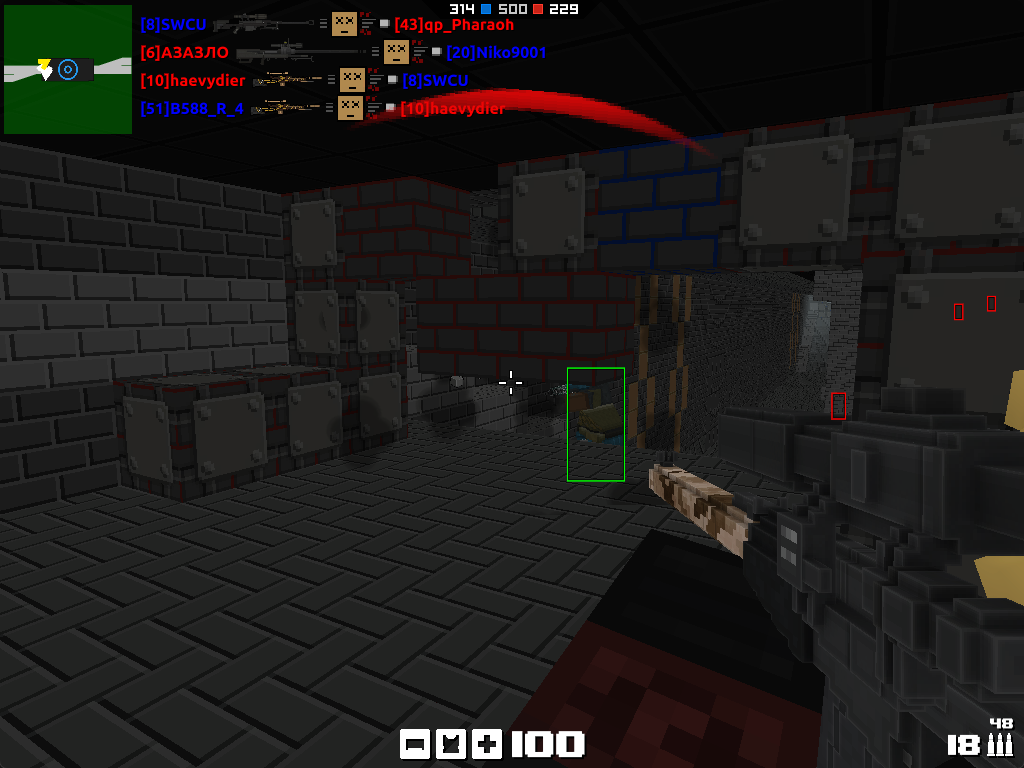 314 500 229
[8]SWCU [43]qp_Pharaoh
[6]АЗАЗЛО [20]Niko9001
[10]haevydier [8]SWCU
[51]B588_R_4 [10]haevydier
100
48
18